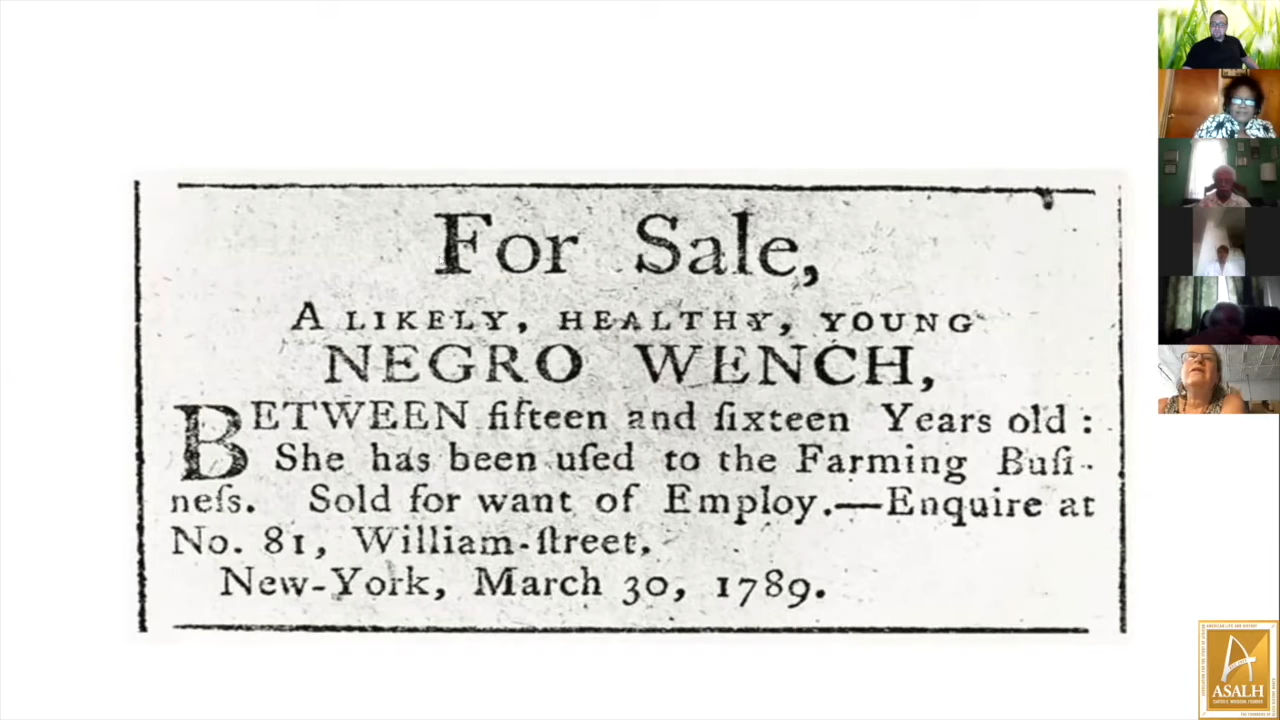 For Sale,
A LIKELY, HEALTHY, YOUNG
NEGRO WENCH,
BETWEEN fifteen and ſixteen Years old :
She has been uſed to the Farming Buſi-
neſs. Sold for want of Employ.—Enquire at
No. 81, William-ſtreet,
New-York, March 30, 1789.
ASALH